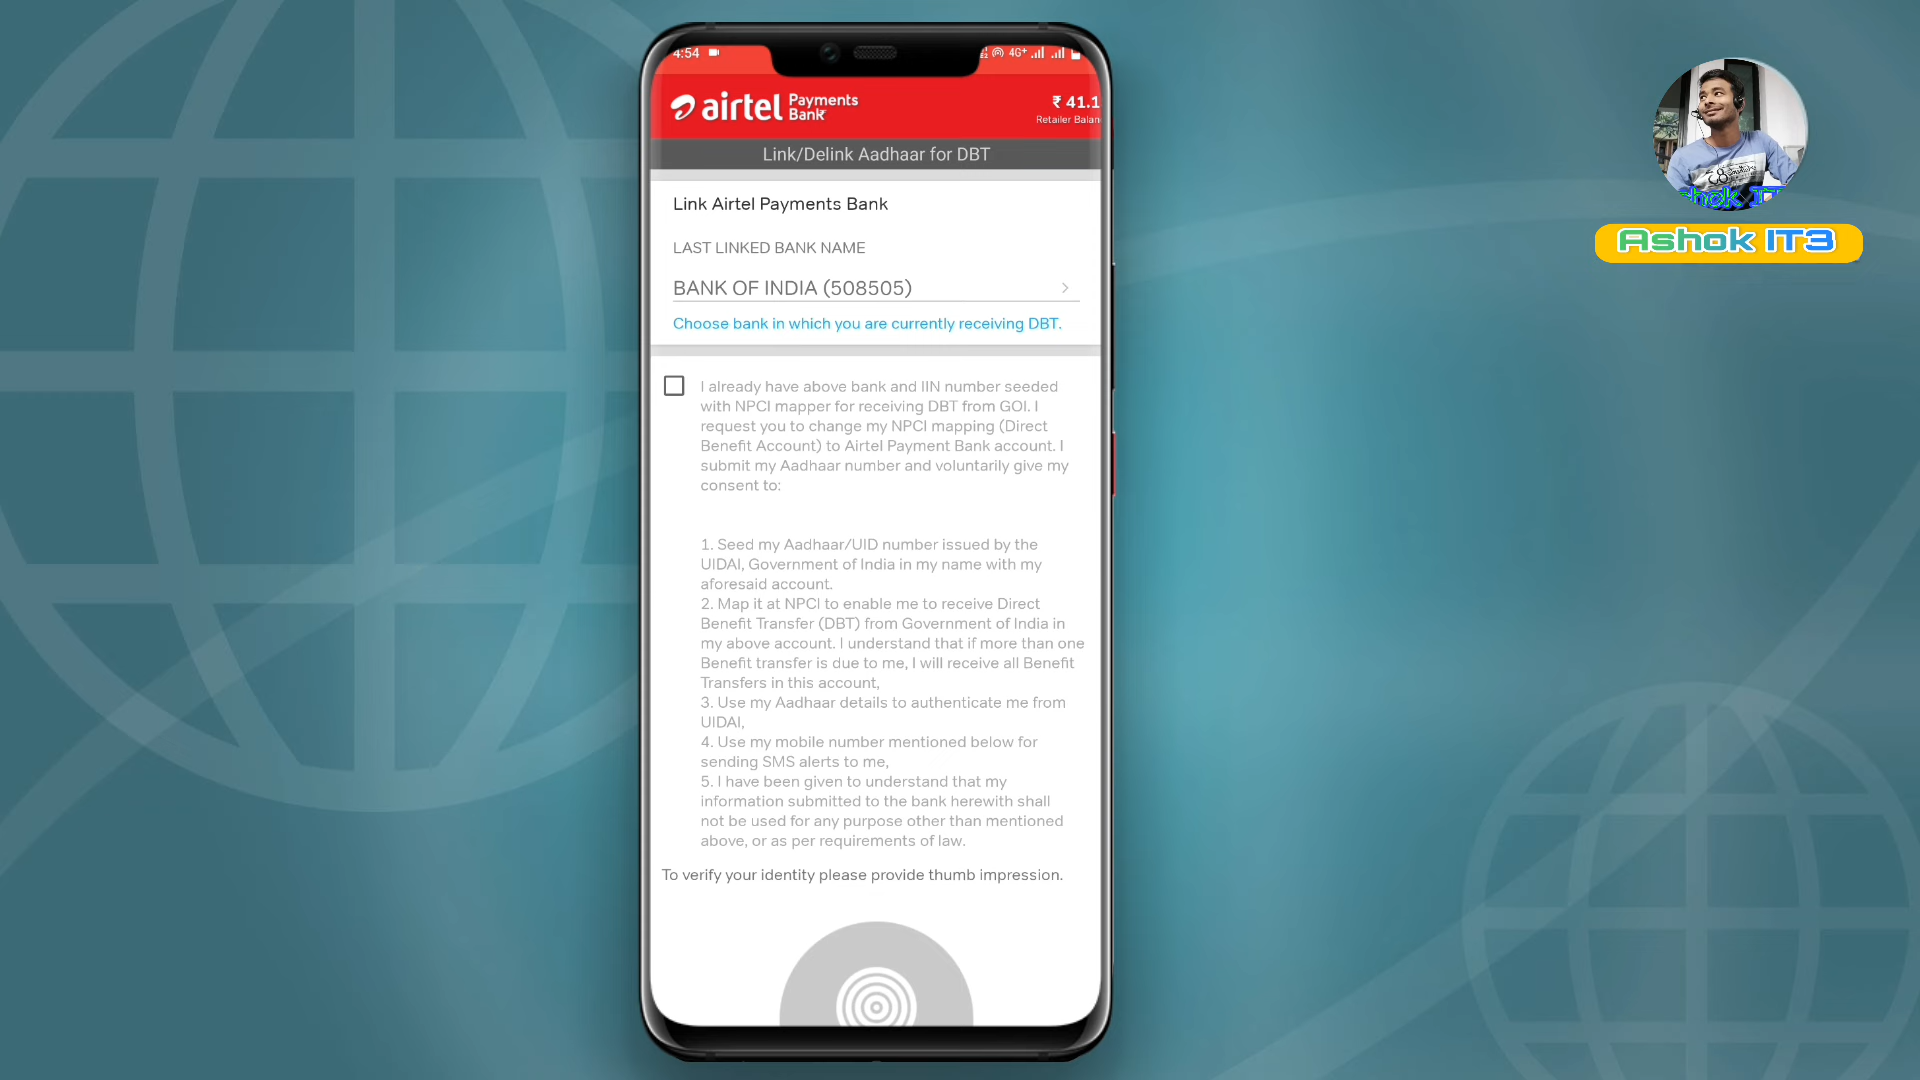 4:54
4G+
airtel Payments Bank
₹ 41.1
Retailer Balan
Link/Delink Aadhaar for DBT
Link Airtel Payments Bank
LAST LINKED BANK NAME
BANK OF INDIA (508505)
Choose bank in which you are currently receiving DBT.
I already have above bank and IIN number seeded
with NPCI mapper for receiving DBT from GOI. I
request you to change my NPCI mapping (Direct
Benefit Account) to Airtel Payment Bank account. I
submit my Aadhaar number and voluntarily give my
consent to:
1. Seed my Aadhaar/UID number issued by the
UIDAI, Government of India in my name with my
aforesaid account.
2. Map it at NPCI to enable me to receive Direct
Benefit Transfer (DBT) from Government of India in
my above account. I understand that if more than one
Benefit transfer is due to me, I will receive all Benefit
Transfers in this account,
3. Use my Aadhaar details to authenticate me from
UIDAI,
4. Use my mobile number mentioned below for
sending SMS alerts to me,
5. I have been given to understand that my
information submitted to the bank herewith shall
not be used for any purpose other than mentioned
above, or as per requirements of law.
To verify your identity please provide thumb impression.
Ashok IT3